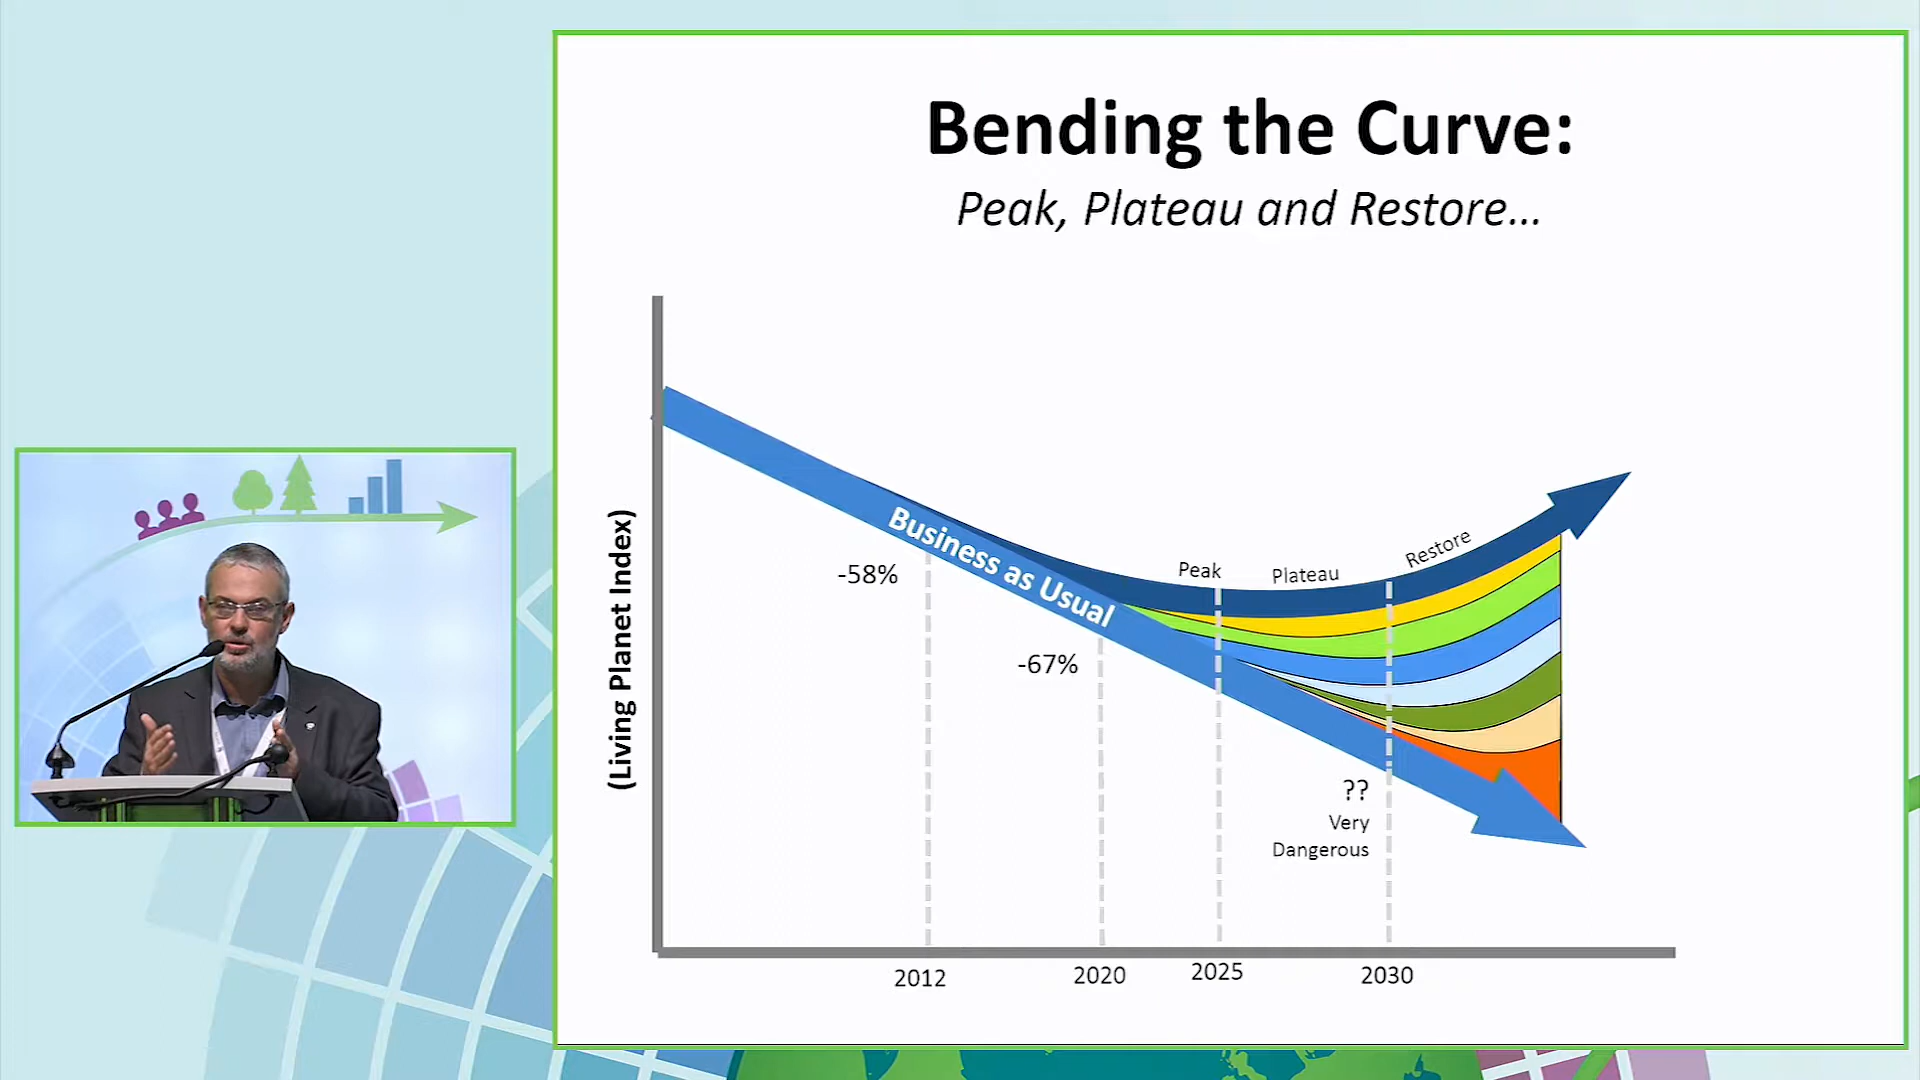 Bending the Curve:
Peak, Plateau and Restore...
(Living Planet Index)
Business as Usual
-58%
-67%
Peak
Plateau
Restore
??
Very
Dangerous
2012
2020
2025
2030